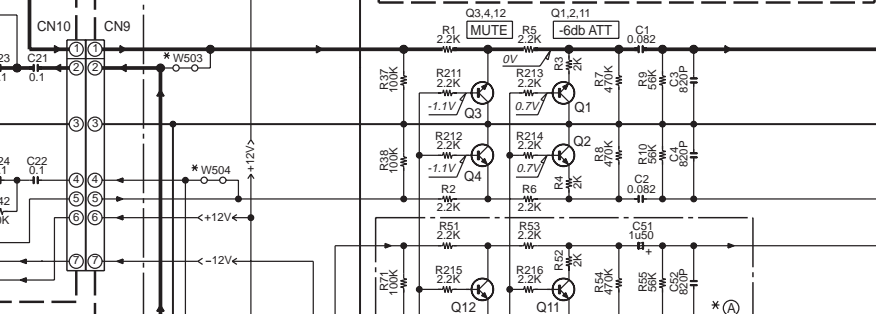 Q3,4,12 Q1,2,11
MUTE -6db ATT
CN10 CN9
R1 2.2K R5 2.2K C1 0.082
1 1
C21 0.1
* W503
2 2
0V
R3 2K
R37 100K
R211 2.2K R213 2.2K
R7 470K R9 56K C3 820P
-1.1V 0.7V
Q3 Q1
3 3
R212 2.2K R214 2.2K
Q2
+12V
R38 100K
R8 470K R10 56K C4 820P
-1.1V 0.7V
Q4
R4 2K
C22 0.1
* W504
4 4
R2 2.2K R6 2.2K C2 0.082
5 5
6 6
+12V
R51 2.2K R53 2.2K C51 1u50 +
7 7
-12V
R71 100K
R52 2K
R215 2.2K R216 2.2K
R54 470K R55 56K C52 820P
Q12 Q11
* A